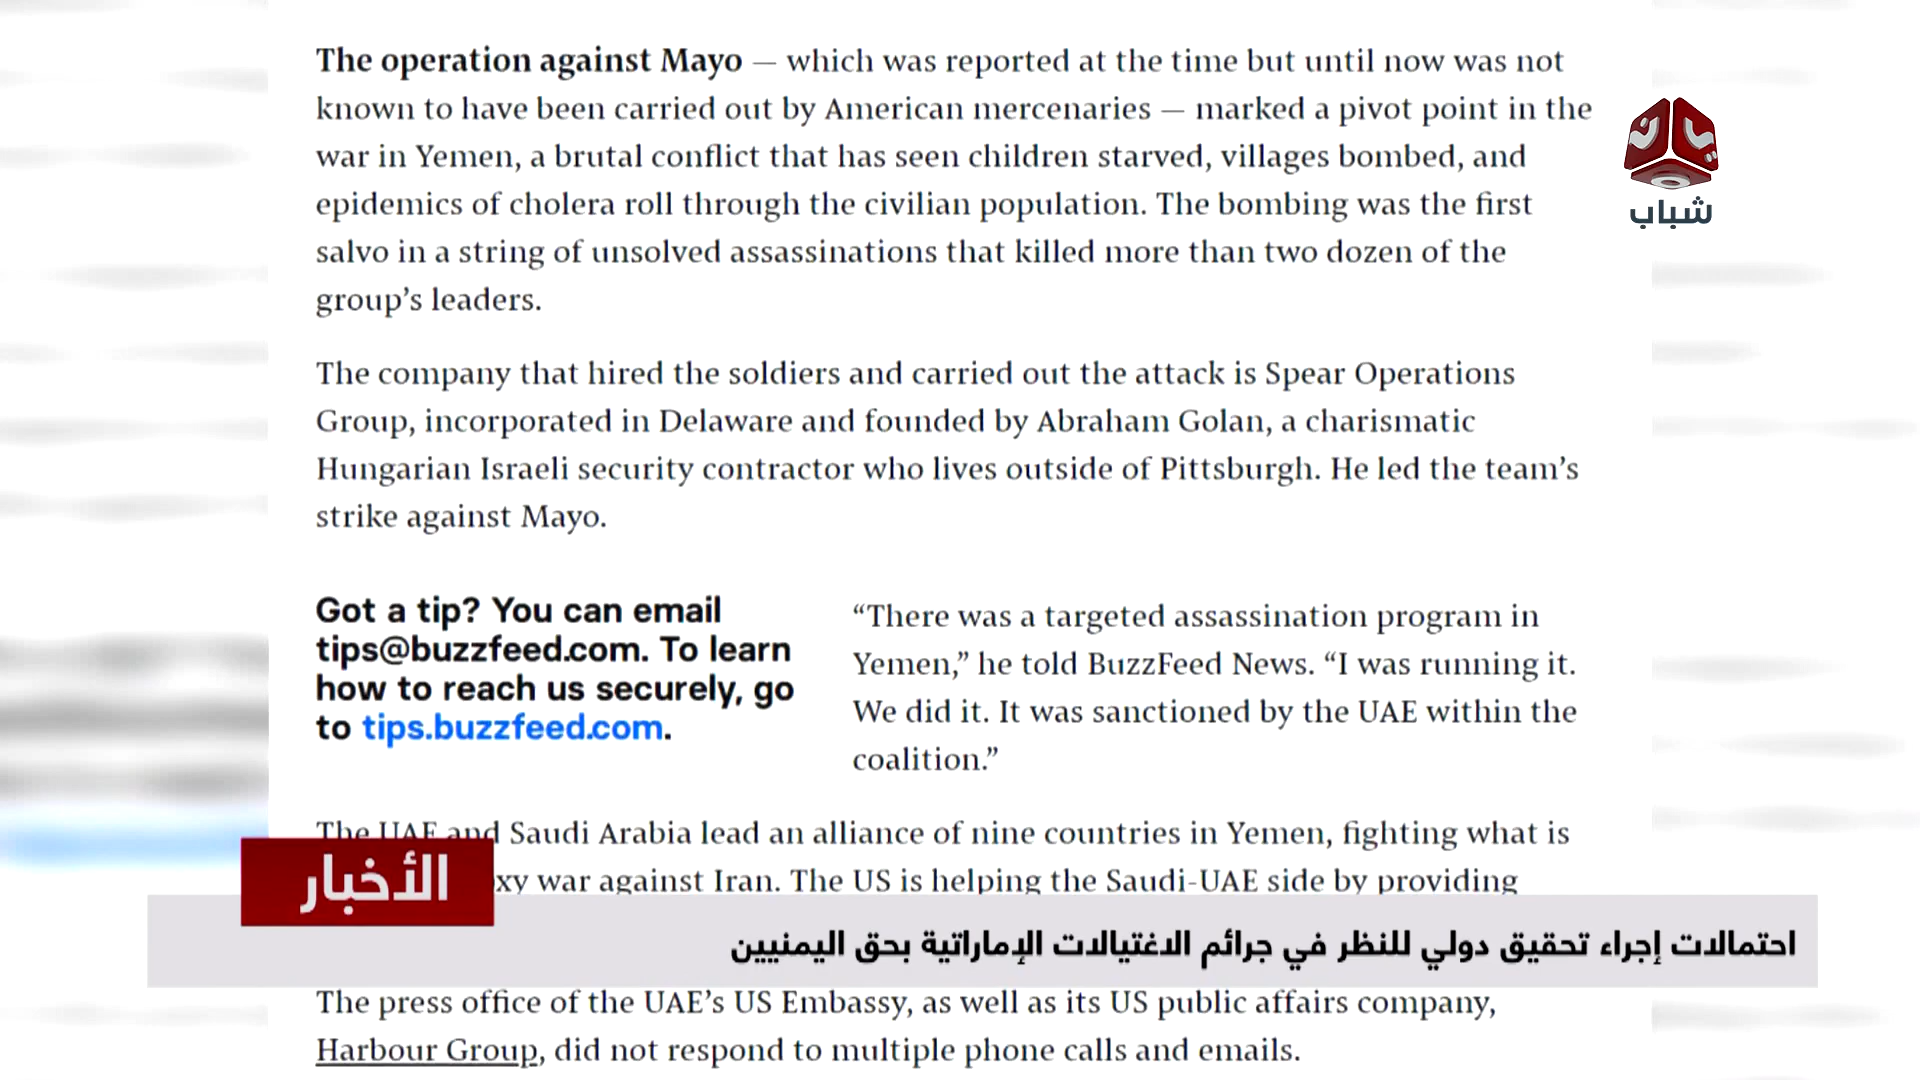 The operation against Mayo — which was reported at the time but until now was not
known to have been carried out by American mercenaries — marked a pivot point in the
war in Yemen, a brutal conflict that has seen children starved, villages bombed, and
epidemics of cholera roll through the civilian population. The bombing was the first
salvo in a string of unsolved assassinations that killed more than two dozen of the
group’s leaders.
يمن
شباب
The company that hired the soldiers and carried out the attack is Spear Operations
Group, incorporated in Delaware and founded by Abraham Golan, a charismatic
Hungarian Israeli security contractor who lives outside of Pittsburgh. He led the team’s
strike against Mayo.
Got a tip? You can email
tips@buzzfeed.com. To learn
how to reach us securely, go
to tips.buzzfeed.com.
“There was a targeted assassination program in
Yemen,” he told BuzzFeed News. “I was running it.
We did it. It was sanctioned by the UAE within the
coalition.”
The UAE and Saudi Arabia lead an alliance of nine countries in Yemen, fighting what is
xy war against Iran. The US is helping the Saudi-UAE side by providing
الأخبار
احتمالات إجراء تحقيق دولي للنظر في جرائم الاغتيالات الإماراتية بحق اليمنيين
The press office of the UAE’s US Embassy, as well as its US public affairs company,
Harbour Group, did not respond to multiple phone calls and emails.